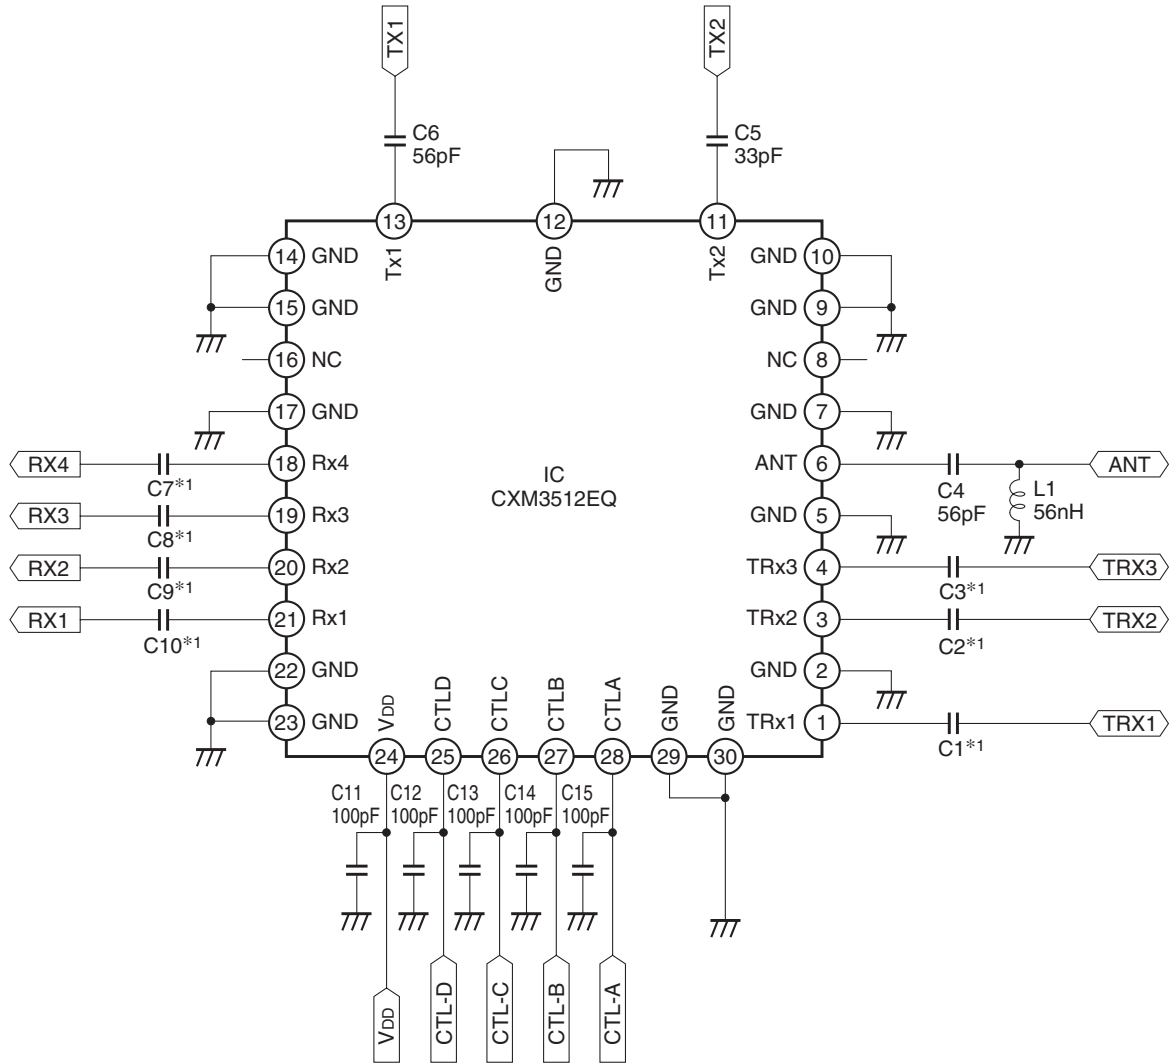 TX1
TX2
C6
56pF
C5
33pF
13
12
11
Tx1
GND
Tx2
14 GND
GND 10
15 GND
GND 9
16 NC
NC 8
17 GND
GND 7
RX4
C7*1
18 Rx4
IC
CXM3512EQ
ANT 6
C4
56pF
L1
56nH
ANT
RX3
C8*1
19 Rx3
GND 5
RX2
C9*1
20 Rx2
TRx3 4
C3*1
TRX3
RX1
C10*1
21 Rx1
TRx2 3
C2*1
TRX2
22 GND
GND 2
23 GND
TRx1 1
C1*1
TRX1
VDD
CTLD
CTLC
CTLB
CTLA
GND
GND
24
25
26
27
28
29
30
C11
100pF
C12
100pF
C13
100pF
C14
100pF
C15
100pF
VDD
CTL-D
CTL-C
CTL-B
CTL-A